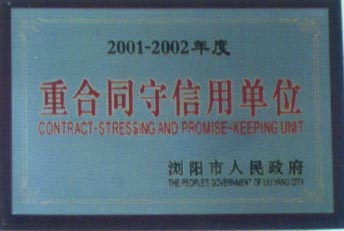 2001-2002年度
重合同守信用单位
CONTRACT-STRESSING AND PROMISE-KEEPING UNIT
浏阳市人民政府
THE PEOPLE'S GOVERNMENT OF LIUYANG CITY